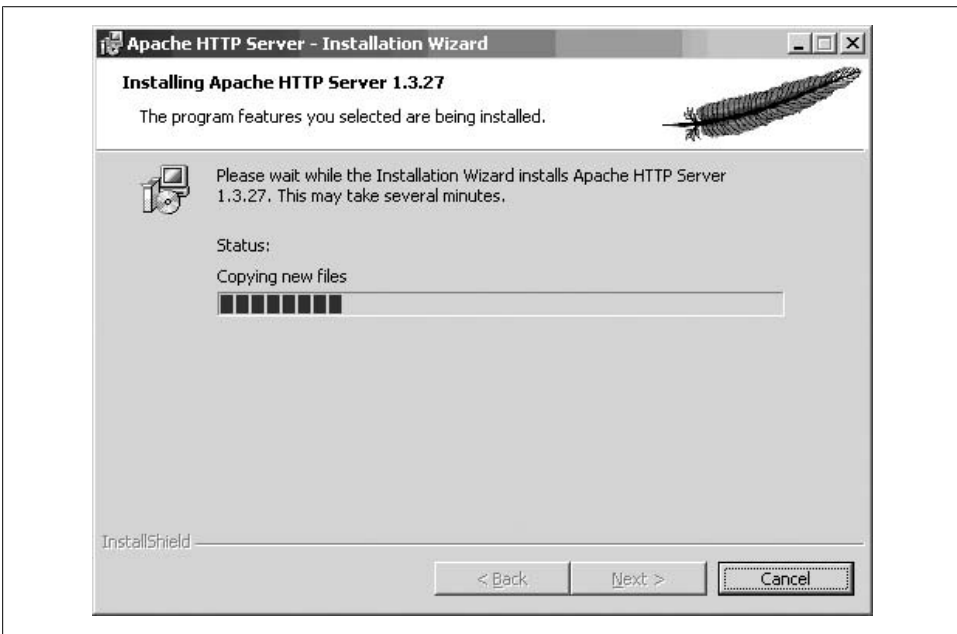 Apache HTTP Server - Installation Wizard
Installing Apache HTTP Server 1.3.27
The program features you selected are being installed.
Please wait while the Installation Wizard installs Apache HTTP Server
1.3.27. This may take several minutes.
Status:
Copying new files
InstallShield
< Back
Next >
Cancel